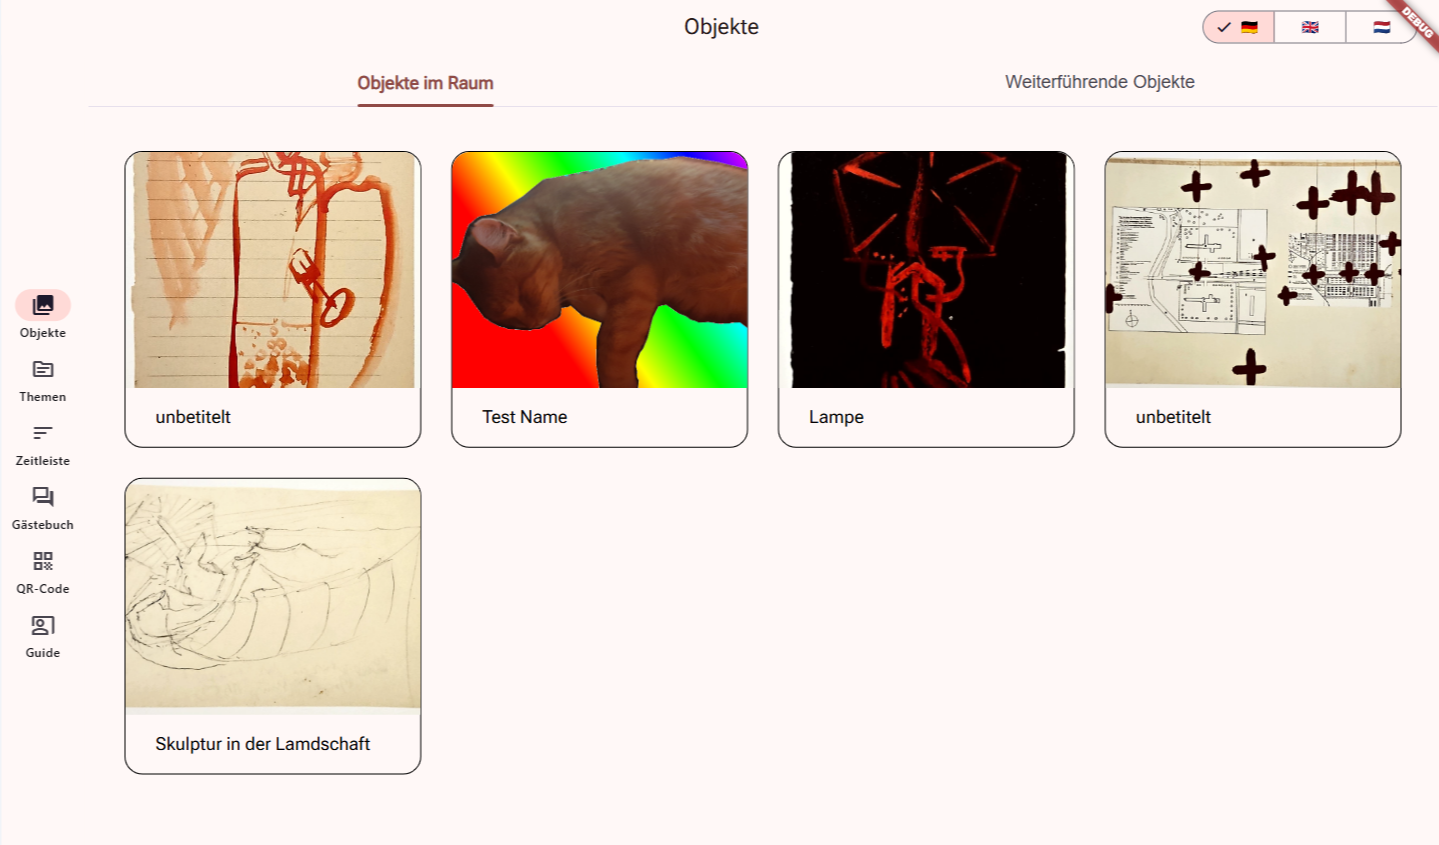 Objekte
DEBUG
Objekte im Raum
Weiterführende Objekte
unbetitelt
Test Name
Lampe
unbetitelt
Skulptur in der Lamdschaft
Objekte
Themen
Zeitleiste
Gästebuch
QR-Code
Guide